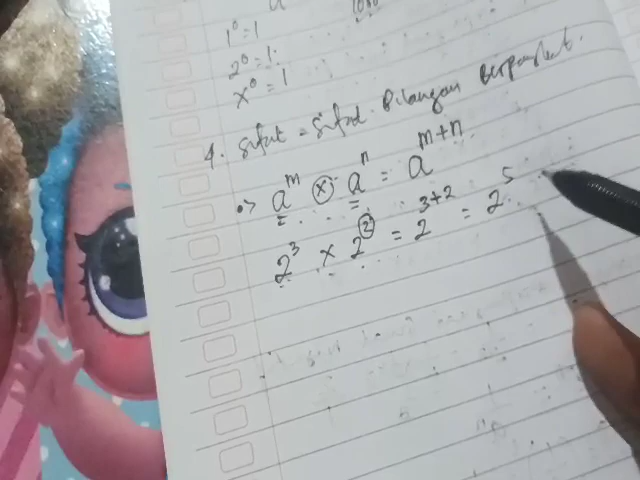 1⁰ = 1
2⁰ = 1.
x⁰ = 1
4. Sifat = Sifat Bilangan Berpangkat.
=> aᵐ × aⁿ = aᵐ⁺ⁿ
2³ × 2² = 2³⁺² = 2⁵